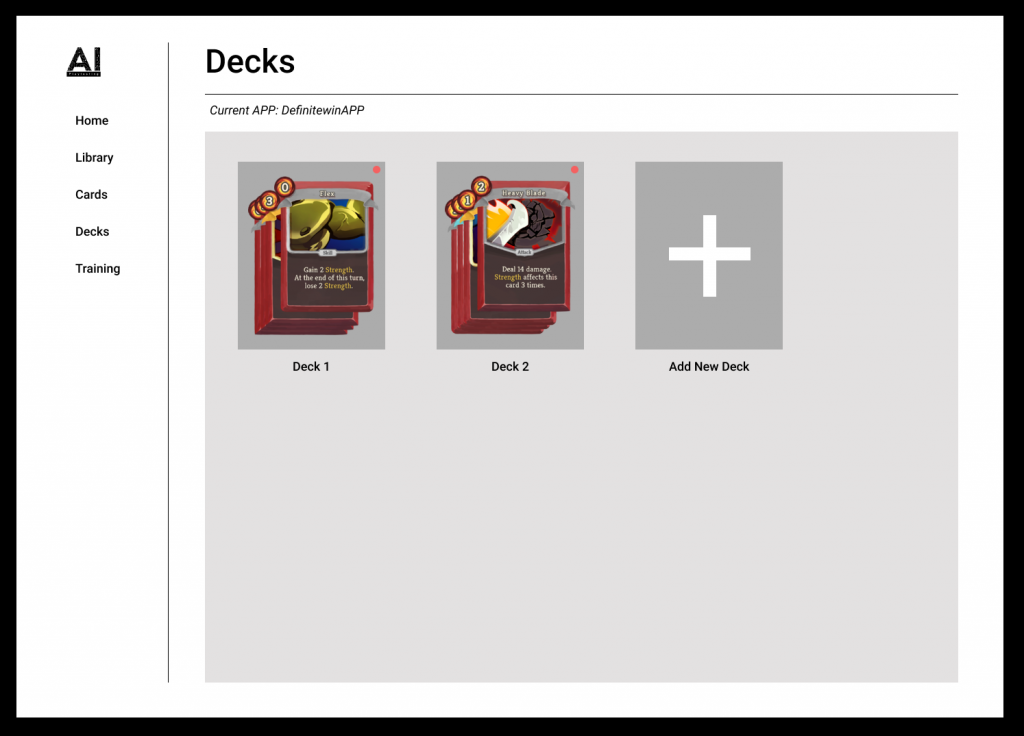 AI
Decks
Home
Library
Cards
Decks
Training
Current APP: DefinitewinAPP
0
3
Flex
Skill
Gain 2 Strength.
At the end of this turn,
lose 2 Strength.
Deck 1
2
1
Heavy Blade
Attack
Deal 14 damage.
Strength affects this
card 3 times.
Deck 2
Add New Deck